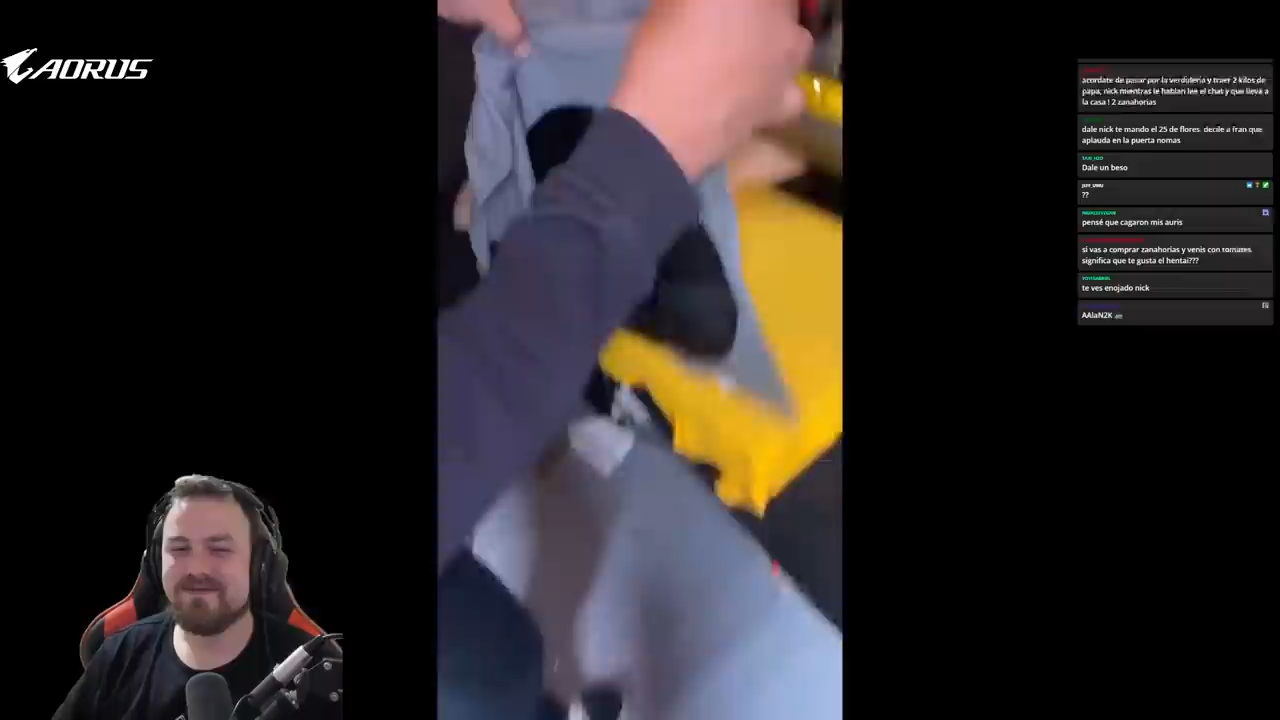 AORUS
acordate de pasar por la verduleria y traer 2 kilos de
papa, nick mientras le hablan lee el chat y que lleva a
la casa ! 2 zanahorias
dale nick te mando el 25 de flores. decile a fran que
aplauda en la puerta nomas
Dale un beso
??
pensé que cagaron mis auris
si vas a comprar zanahorias y venis con tomates
significa que te gusta el hentai???
te ves enojado nick
AAlaN2K